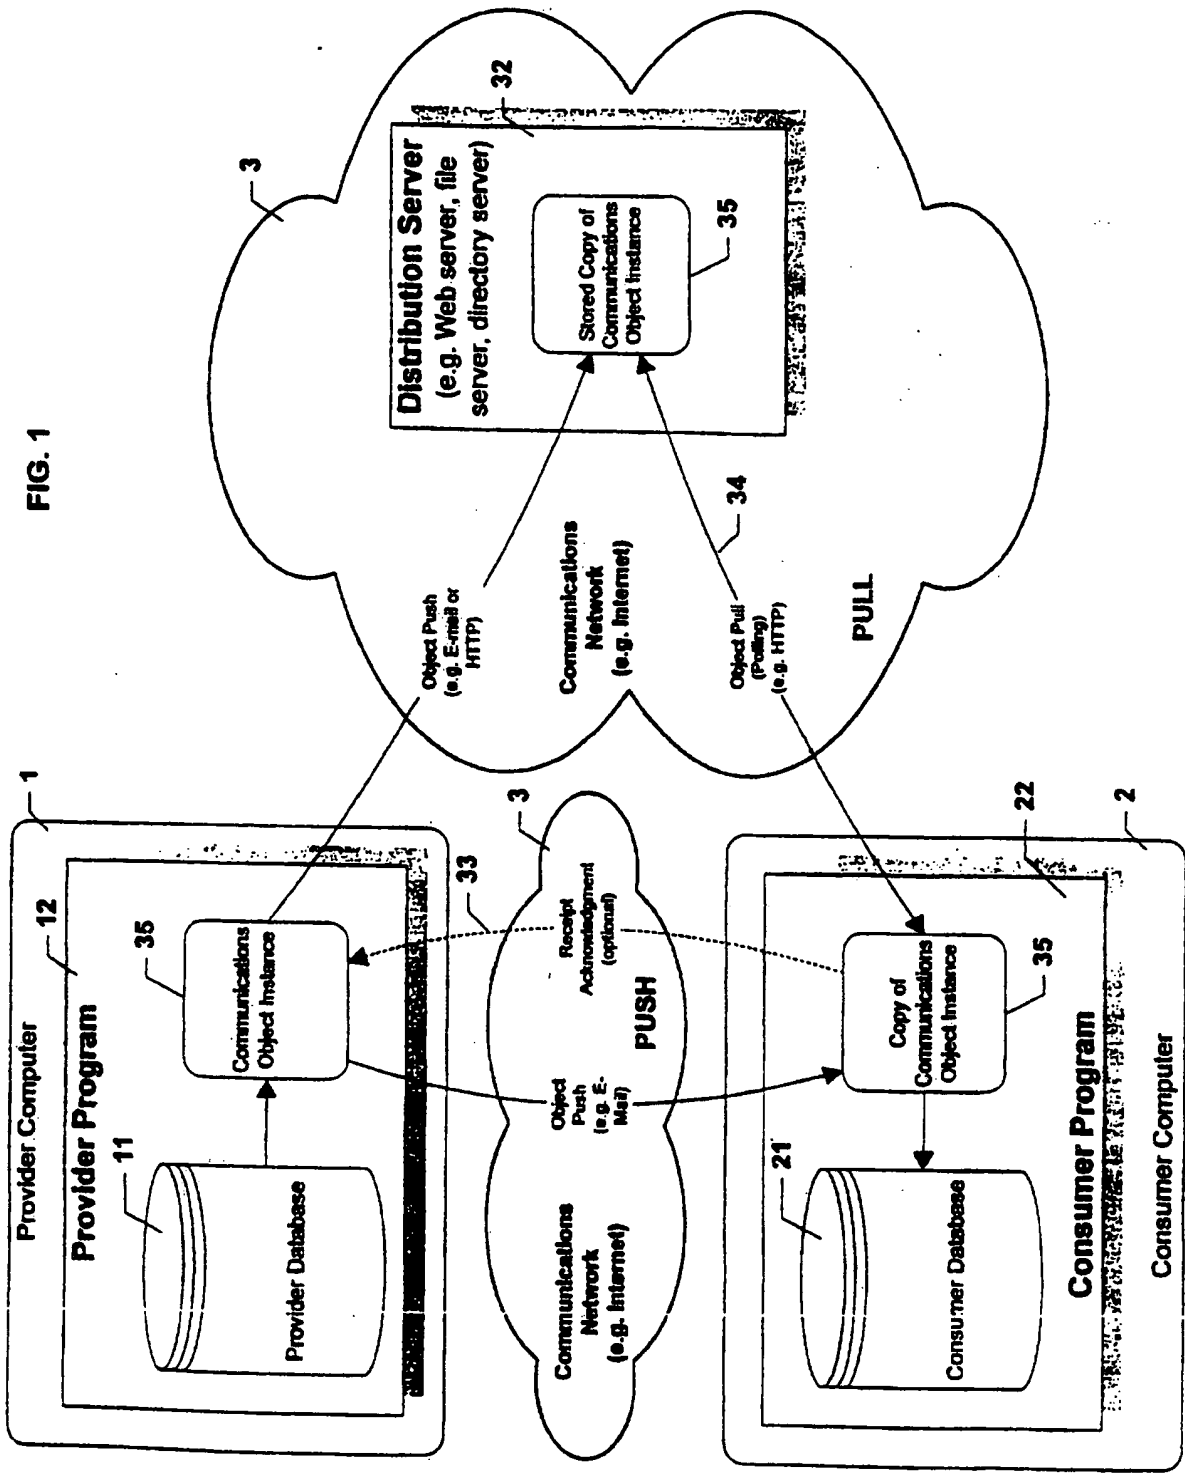 FIG. 1
Provider Computer
1
Provider Program
12
11
Provider Database
35
Communications
Object Instance
Communications
Network
(e.g. Internet)
3
Object
Push
(e.g. E-
Mail)
Receipt
Acknowledgment
(optional)
33
PUSH
21
Consumer Database
Copy of
Communications
Object Instance
35
22
Consumer Program
2
Consumer Computer
3
Object Push
(e.g. E-mail or
HTTP)
Communications
Network
(e.g. Internet)
Object Pull
(Polling)
(e.g. HTTP)
34
PULL
Distribution Server
(e.g. Web server, file
server, directory server)
32
Stored Copy of
Communications
Object Instance
35